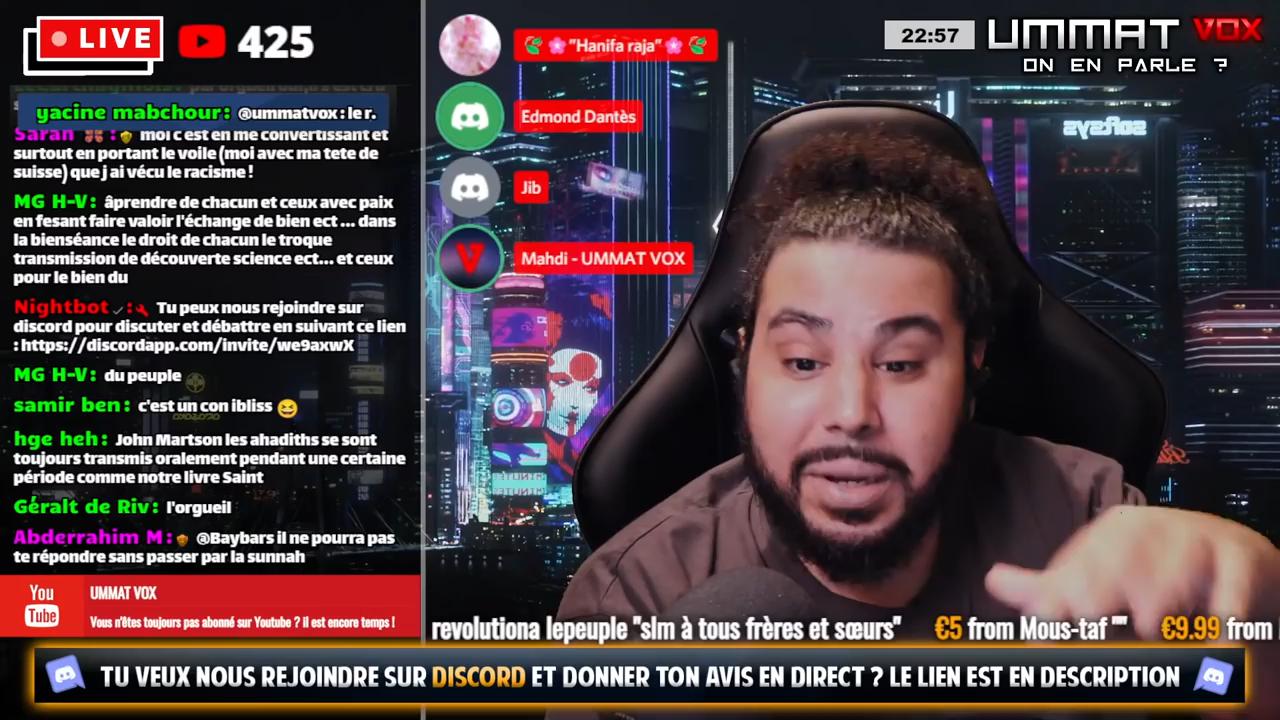 LIVE
425
yacine mabchour: @ummatvox : le r.
Sarah : moi c est en me convertissant et
surtout en portant le voile (moi avec ma tete de
suisse) que j ai vécu le racisme !
MG H-V: âprendre de chacun et ceux avec paix
en fesant faire valoir l'échange de bien ect ... dans
la bienséance le droit de chacun le troque
transmission de découverte science ect... et ceux
pour le bien du
Nightbot : Tu peux nous rejoindre sur
discord pour discuter et débattre en suivant ce lien
: https://discordapp.com/invite/we9axwX
MG H-V: du peuple
samir ben: c'est un con ibliss 😆
hge heh: John Martson les ahadiths se sont
toujours transmis oralement pendant une certaine
période comme notre livre Saint
Géralt de Riv: l'orgueil
Abderrahim M: @Baybars il ne pourra pas
te répondre sans passer par la sunnah
You
Tube
UMMAT VOX
Vous n'êtes toujours pas abonné sur Youtube ? il est encore temps !
🌸"Hanifa raja"🌸
Edmond Dantès
Jib
V
Mahdi - UMMAT VOX
22:57
UMMAT VOX
ON EN PARLE ?
revolutiona lepeuple "slm à tous frères et sœurs" €5 from Mous-taf "" €9.99 from
TU VEUX NOUS REJOINDRE SUR DISCORD ET DONNER TON AVIS EN DIRECT ? LE LIEN EST EN DESCRIPTION